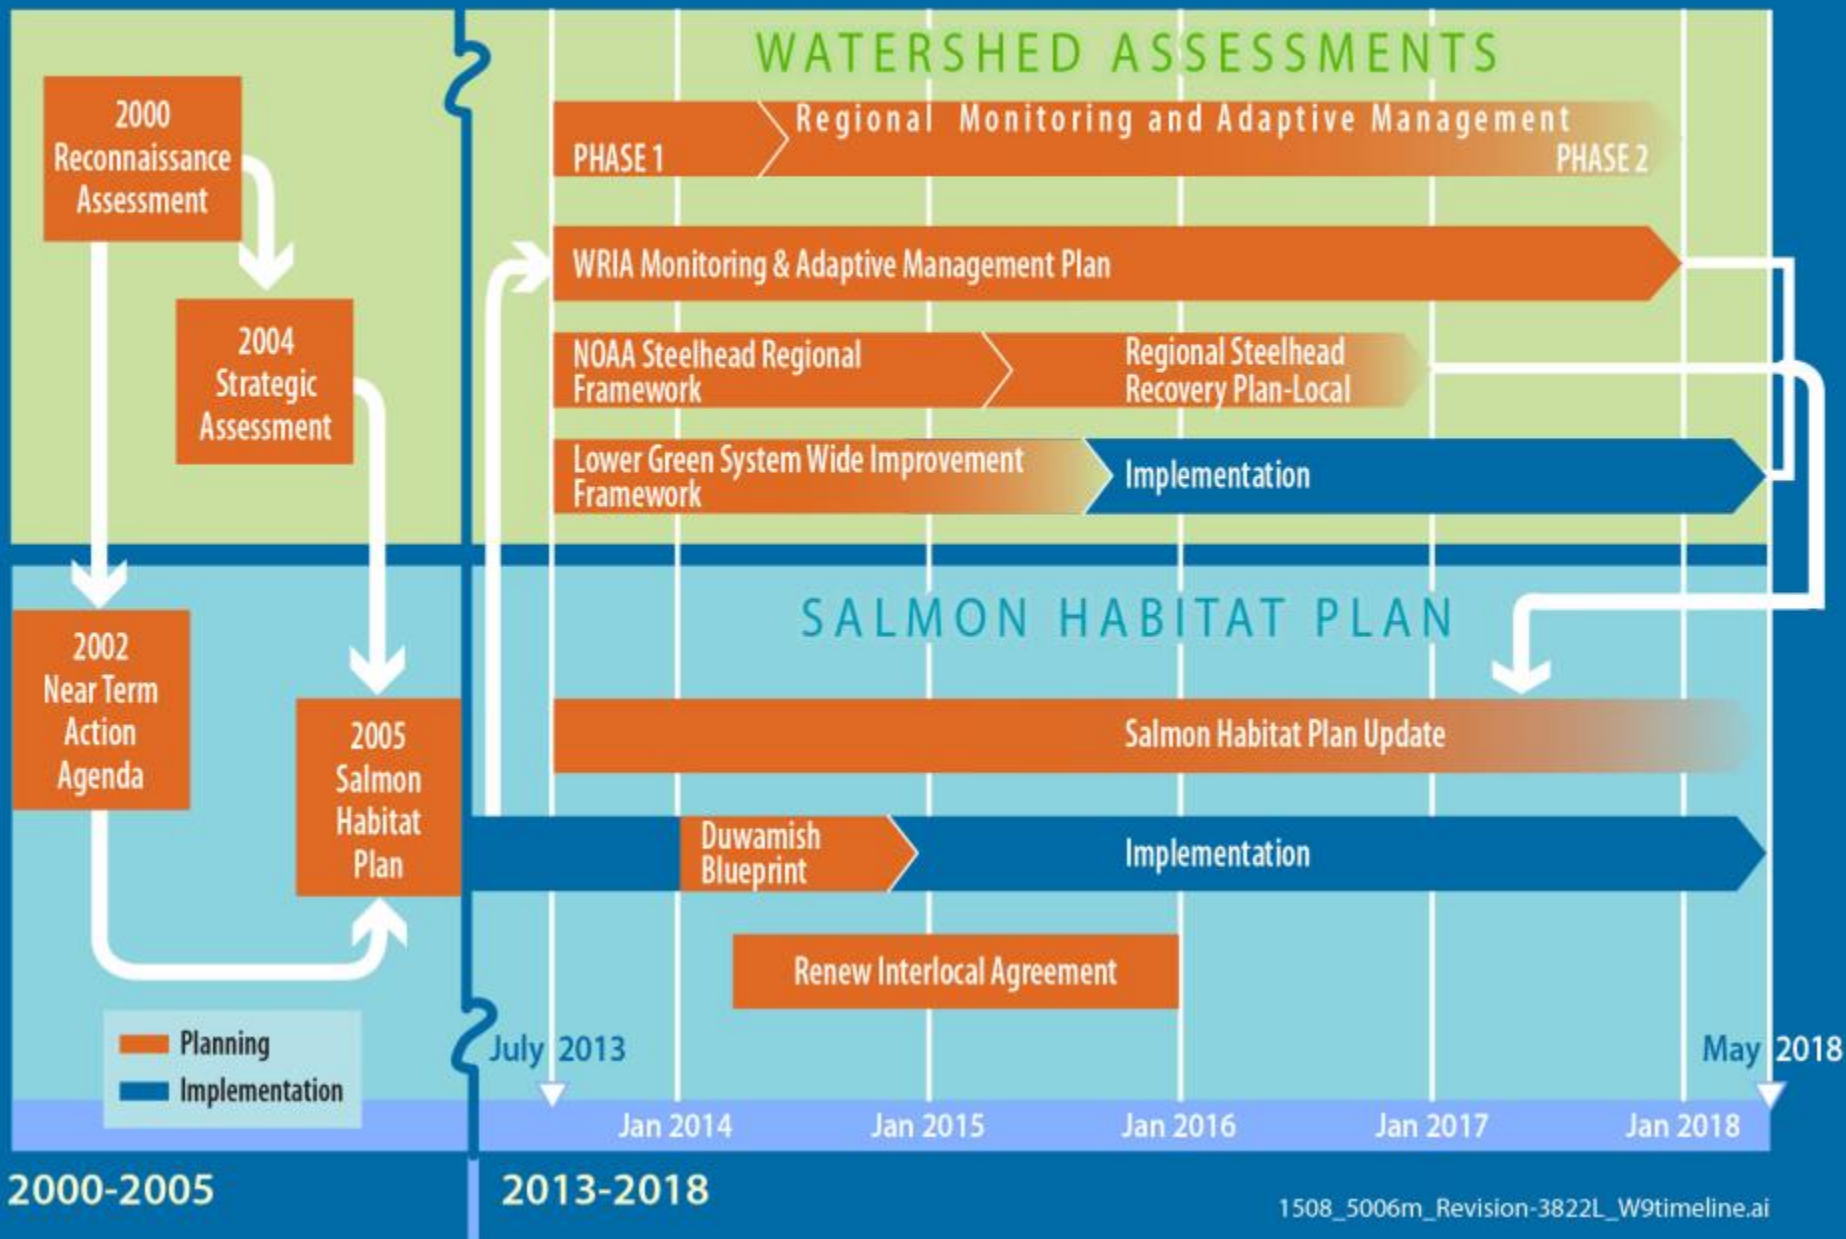 WATERSHED ASSESSMENTS
2000
Reconnaissance
Assessment
2004
Strategic
Assessment
Regional Monitoring and Adaptive Management
PHASE 1
PHASE 2
WRIA Monitoring & Adaptive Management Plan
NOAA Steelhead Regional
Framework
Regional Steelhead
Recovery Plan-Local
Lower Green System Wide Improvement
Framework
Implementation
SALMON HABITAT PLAN
2002
Near Term
Action
Agenda
2005
Salmon
Habitat
Plan
Salmon Habitat Plan Update
Duwamish
Blueprint
Implementation
Renew Interlocal Agreement
Planning
Implementation
July 2013
May 2018
Jan 2014
Jan 2015
Jan 2016
Jan 2017
Jan 2018
2000-2005
2013-2018
1508_5006m_Revision-3822L_W9timeline.ai